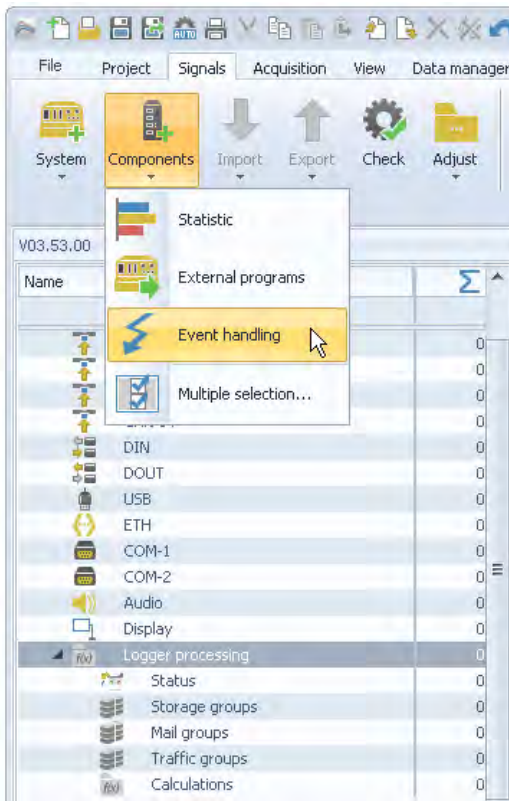 AUTO
File Project Signals Acquisition View Data manager
System Components Import Export Check Adjust
Statistic
V03.53.00
External programs
Name Σ
Event handling
0
0
Multiple selection...
0
0
DIN 0
DOUT 0
USB 0
ETH 0
COM-1 0
COM-2 0
Audio 0
Display 0
f(x) Logger processing 0
Status 0
Storage groups 0
Mail groups 0
Traffic groups 0
f(x) Calculations 0